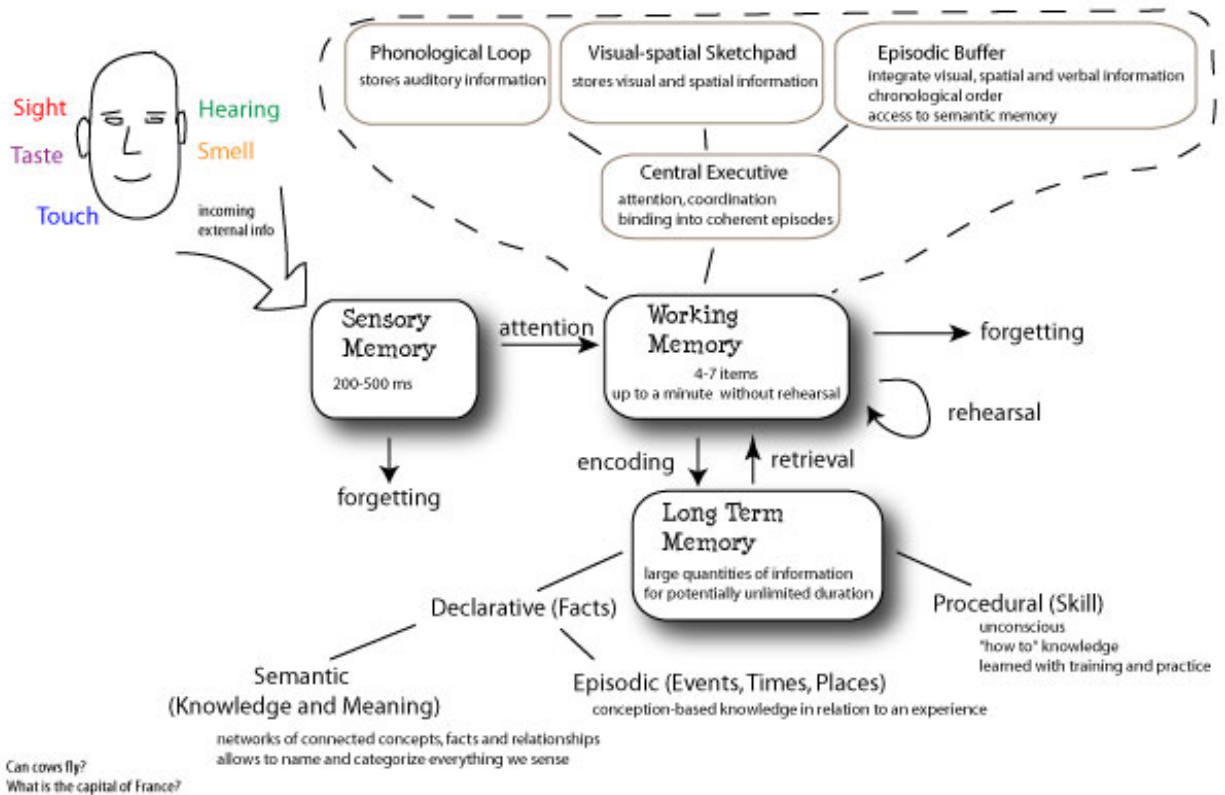 Phonological Loop
stores auditory information
Visual-spatial Sketchpad
stores visual and spatial information
Episodic Buffer
integrate visual, spatial and verbal information
chronological order
access to semantic memory
Sight
Hearing
Taste
Smell
Touch
incoming
external info
Central Executive
attention, coordination
binding into coherent episodes
Sensory
Memory
200-500 ms
attention
Working
Memory
4-7 items
up to a minute without rehearsal
forgetting
rehearsal
forgetting
encoding
retrieval
Long Term
Memory
large quantities of information
for potentially unlimited duration
Declarative (Facts)
Procedural (Skill)
unconscious
"how to" knowledge
learned with training and practice
Semantic
(Knowledge and Meaning)
networks of connected concepts, facts and relationships
allows to name and categorize everything we sense
Episodic (Events, Times, Places)
conception-based knowledge in relation to an experience
Can cows fly?
What is the capital of France?